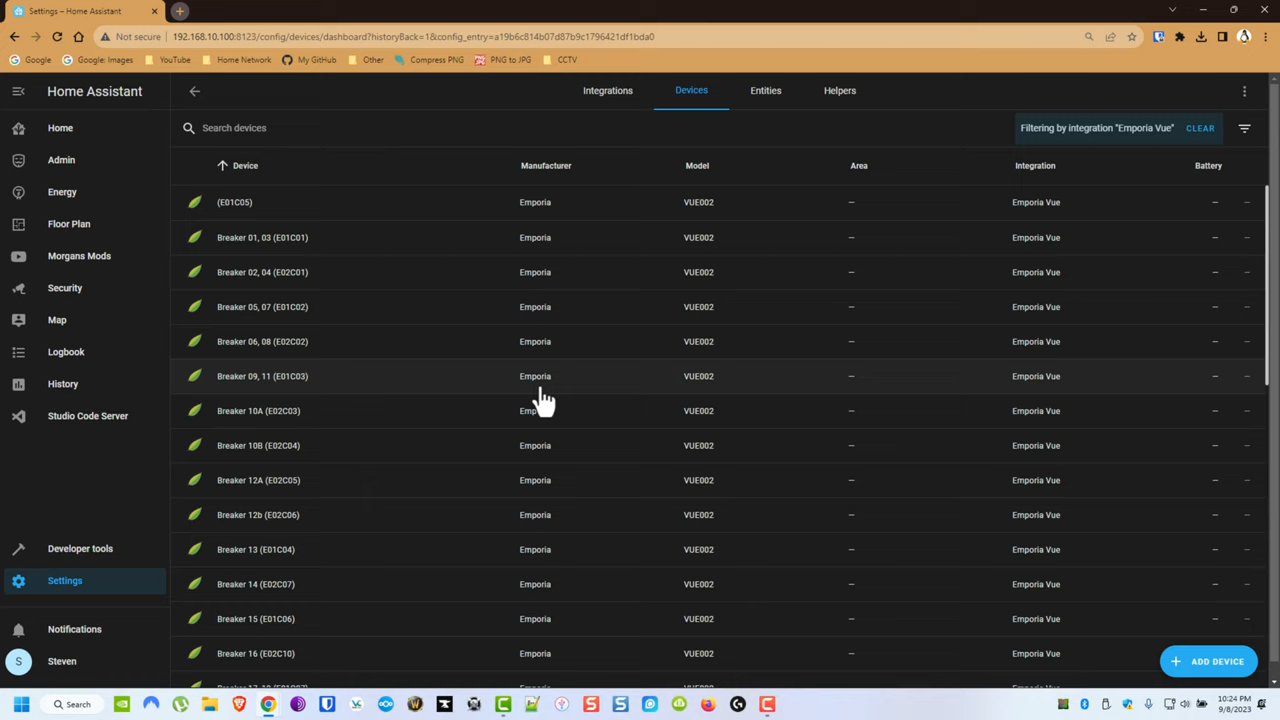 Settings – Home Assistant
Not secure
192.168.10.100:8123/config/devices/dashboard?historyBack=1&config_entry=a19b6c814b07d87b9c1796421df1bda0
Google
Google: Images
YouTube
Home Network
My GitHub
Other
Compress PNG
PNG to JPG
CCTV
Home Assistant
Home
Admin
Energy
Floor Plan
Morgans Mods
Security
Map
Logbook
History
Studio Code Server
Developer tools
Settings
Notifications
S
Steven
Integrations
Devices
Entities
Helpers
Search devices
Filtering by integration "Emporia Vue"
CLEAR
Device Manufacturer Model Area Integration Battery
(E01C05) Emporia VUE002 — Emporia Vue — —
Breaker 01, 03 (E01C01) Emporia VUE002 — Emporia Vue — —
Breaker 02, 04 (E02C01) Emporia VUE002 — Emporia Vue — —
Breaker 05, 07 (E01C02) Emporia VUE002 — Emporia Vue — —
Breaker 06, 08 (E02C02) Emporia VUE002 — Emporia Vue — —
Breaker 09, 11 (E01C03) Emporia VUE002 — Emporia Vue — —
Breaker 10A (E02C03) Emp VUE002 — Emporia Vue — —
Breaker 10B (E02C04) Emporia VUE002 — Emporia Vue — —
Breaker 12A (E02C05) Emporia VUE002 — Emporia Vue — —
Breaker 12b (E02C06) Emporia VUE002 — Emporia Vue — —
Breaker 13 (E01C04) Emporia VUE002 — Emporia Vue — —
Breaker 14 (E02C07) Emporia VUE002 — Emporia Vue — —
Breaker 15 (E01C06) Emporia VUE002 — Emporia Vue — —
Breaker 16 (E02C10) Emporia VUE002 — Emporia Vue — —
ADD DEVICE
Search
10:24 PM
9/8/2023